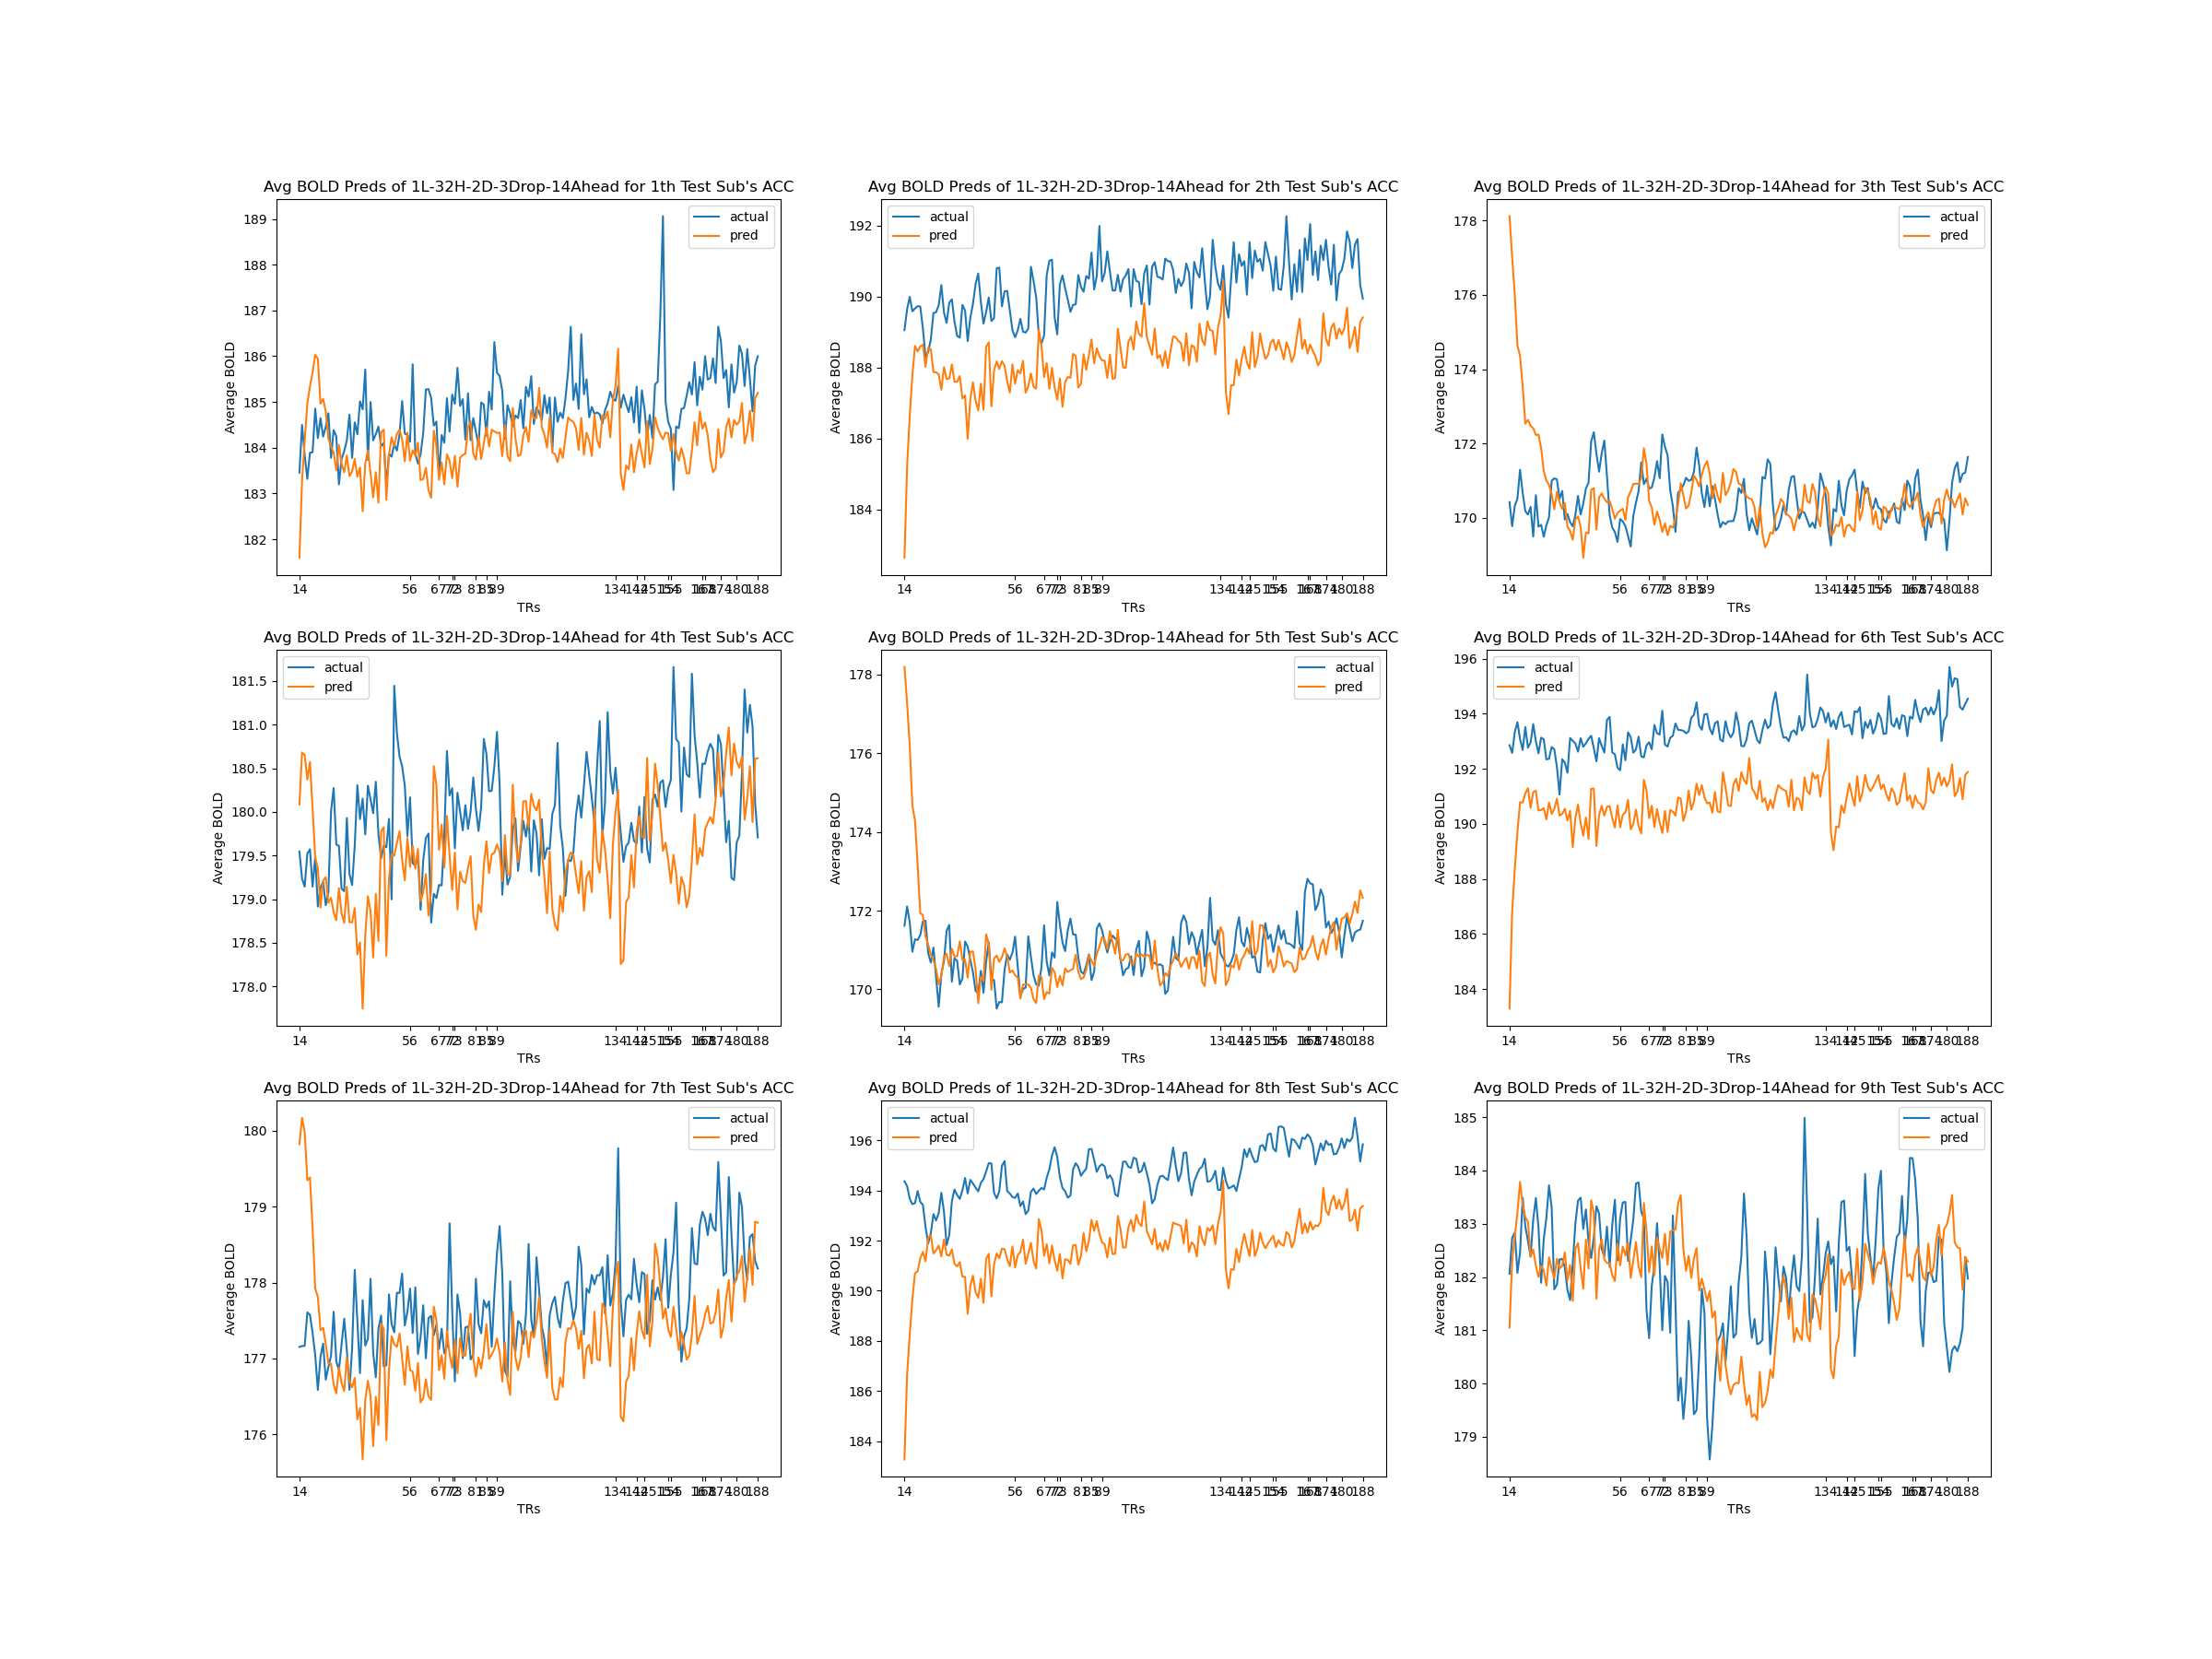 Avg BOLD Preds of 1L-32H-2D-3Drop-14Ahead for 1th Test Sub's ACC
actual
pred
Average BOLD
189
188
187
186
185
184
183
182
14 56 134 188
TRs
Avg BOLD Preds of 1L-32H-2D-3Drop-14Ahead for 2th Test Sub's ACC
actual
pred
Average BOLD
192
190
188
186
184
14 56 134 188
TRs
Avg BOLD Preds of 1L-32H-2D-3Drop-14Ahead for 3th Test Sub's ACC
actual
pred
Average BOLD
178
176
174
172
170
14 56 134 188
TRs
Avg BOLD Preds of 1L-32H-2D-3Drop-14Ahead for 4th Test Sub's ACC
actual
pred
Average BOLD
181.5
181.0
180.5
180.0
179.5
179.0
178.5
178.0
14 56 134 188
TRs
Avg BOLD Preds of 1L-32H-2D-3Drop-14Ahead for 5th Test Sub's ACC
actual
pred
Average BOLD
178
176
174
172
170
14 56 134 188
TRs
Avg BOLD Preds of 1L-32H-2D-3Drop-14Ahead for 6th Test Sub's ACC
actual
pred
Average BOLD
196
194
192
190
188
186
184
14 56 134 188
TRs
Avg BOLD Preds of 1L-32H-2D-3Drop-14Ahead for 7th Test Sub's ACC
actual
pred
Average BOLD
180
179
178
177
176
14 56 134 188
TRs
Avg BOLD Preds of 1L-32H-2D-3Drop-14Ahead for 8th Test Sub's ACC
actual
pred
Average BOLD
196
194
192
190
188
186
184
14 56 134 188
TRs
Avg BOLD Preds of 1L-32H-2D-3Drop-14Ahead for 9th Test Sub's ACC
actual
pred
Average BOLD
185
184
183
182
181
180
179
14 56 134 188
TRs